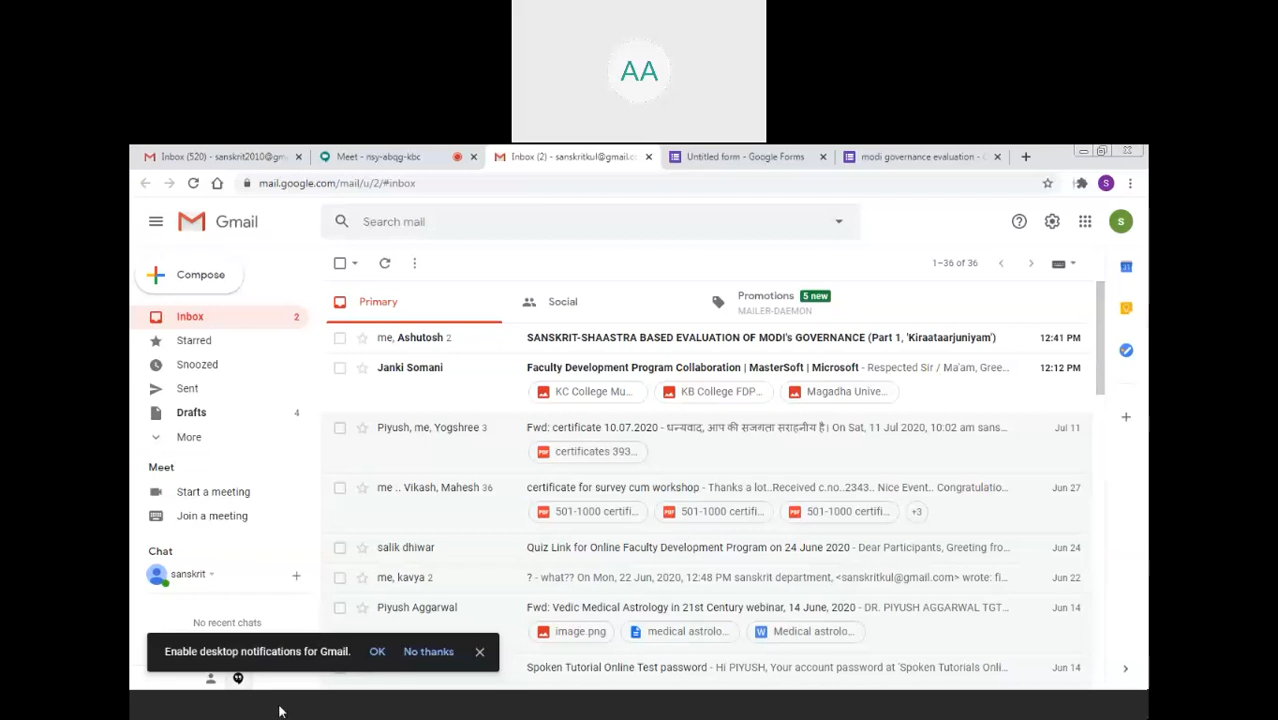 AA
Inbox (520) - sanskrit2010@gm
Meet - nsy-abqg-kbc
Inbox (2) - sanskritkul@gmail.c
Untitled form - Google Forms
modi governance evaluation -
mail.google.com/mail/u/2/#inbox
S
Gmail
Search mail
S
Compose
1–36 of 36
Primary
Social
Promotions 5 new
MAILER-DAEMON
Inbox 2
Starred
Snoozed
Sent
Drafts 4
More
Meet
Start a meeting
Join a meeting
Chat
sanskrit
No recent chats
me, Ashutosh 2 SANSKRIT-SHAASTRA BASED EVALUATION OF MODI's GOVERNANCE (Part 1, 'Kiraataarjuniyam') 12:41 PM
Janki Somani Faculty Development Program Collaboration | MasterSoft | Microsoft - Respected Sir / Ma'am, Gree... 12:12 PM
KC College Mu... KB College FDP... Magadha Unive...
Piyush, me, Yogshree 3 Fwd: certificate 10.07.2020 - धन्यवाद, आप की सजगता सराहनीय है। On Sat, 11 Jul 2020, 10:02 am sans... Jul 11
PDF certificates 393...
me .. Vikash, Mahesh 36 certificate for survey cum workshop - Thanks a lot..Received c.no..2343.. Nice Event.. Congratulatio... Jun 27
PDF 501-1000 certifi... PDF 501-1000 certifi... PDF 501-1000 certifi... +3
salik dhiwar Quiz Link for Online Faculty Development Program on 24 June 2020 - Dear Participants, Greeting fro... Jun 24
me, kavya 2 ? - what?? On Mon, 22 Jun, 2020, 12:48 PM sanskrit department, <sanskritkul@gmail.com> wrote: fi... Jun 22
Piyush Aggarwal Fwd: Vedic Medical Astrology in 21st Century webinar, 14 June, 2020 - DR. PIYUSH AGGARWAL TGT... Jun 14
image.png medical astrolo... W Medical astrolo...
Spoken Tutorial Online Test password - Hi PIYUSH, Your account password at 'Spoken Tutorials Onli... Jun 14
Enable desktop notifications for Gmail. OK No thanks